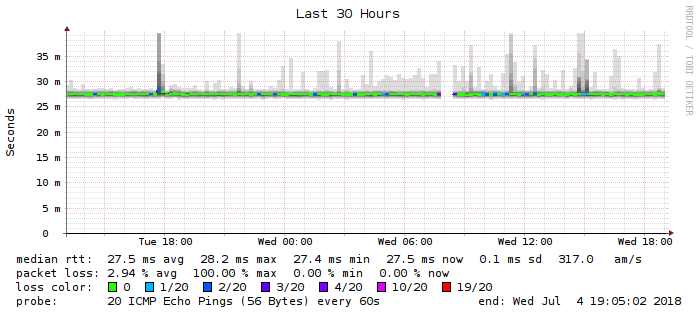 Last 30 Hours
RRDTOOL / TOBI OETIKER
Seconds
35 m
30 m
25 m
20 m
15 m
10 m
5 m
0
Tue 18:00 Wed 00:00 Wed 06:00 Wed 12:00 Wed 18:00
median rtt: 27.5 ms avg 28.2 ms max 27.4 ms min 27.5 ms now 0.1 ms sd 317.0 am/s
packet loss: 2.94 % avg 100.00 % max 0.00 % min 0.00 % now
loss color: 0 1/20 2/20 3/20 4/20 10/20 19/20
probe: 20 ICMP Echo Pings (56 Bytes) every 60s end: Wed Jul 4 19:05:02 2018